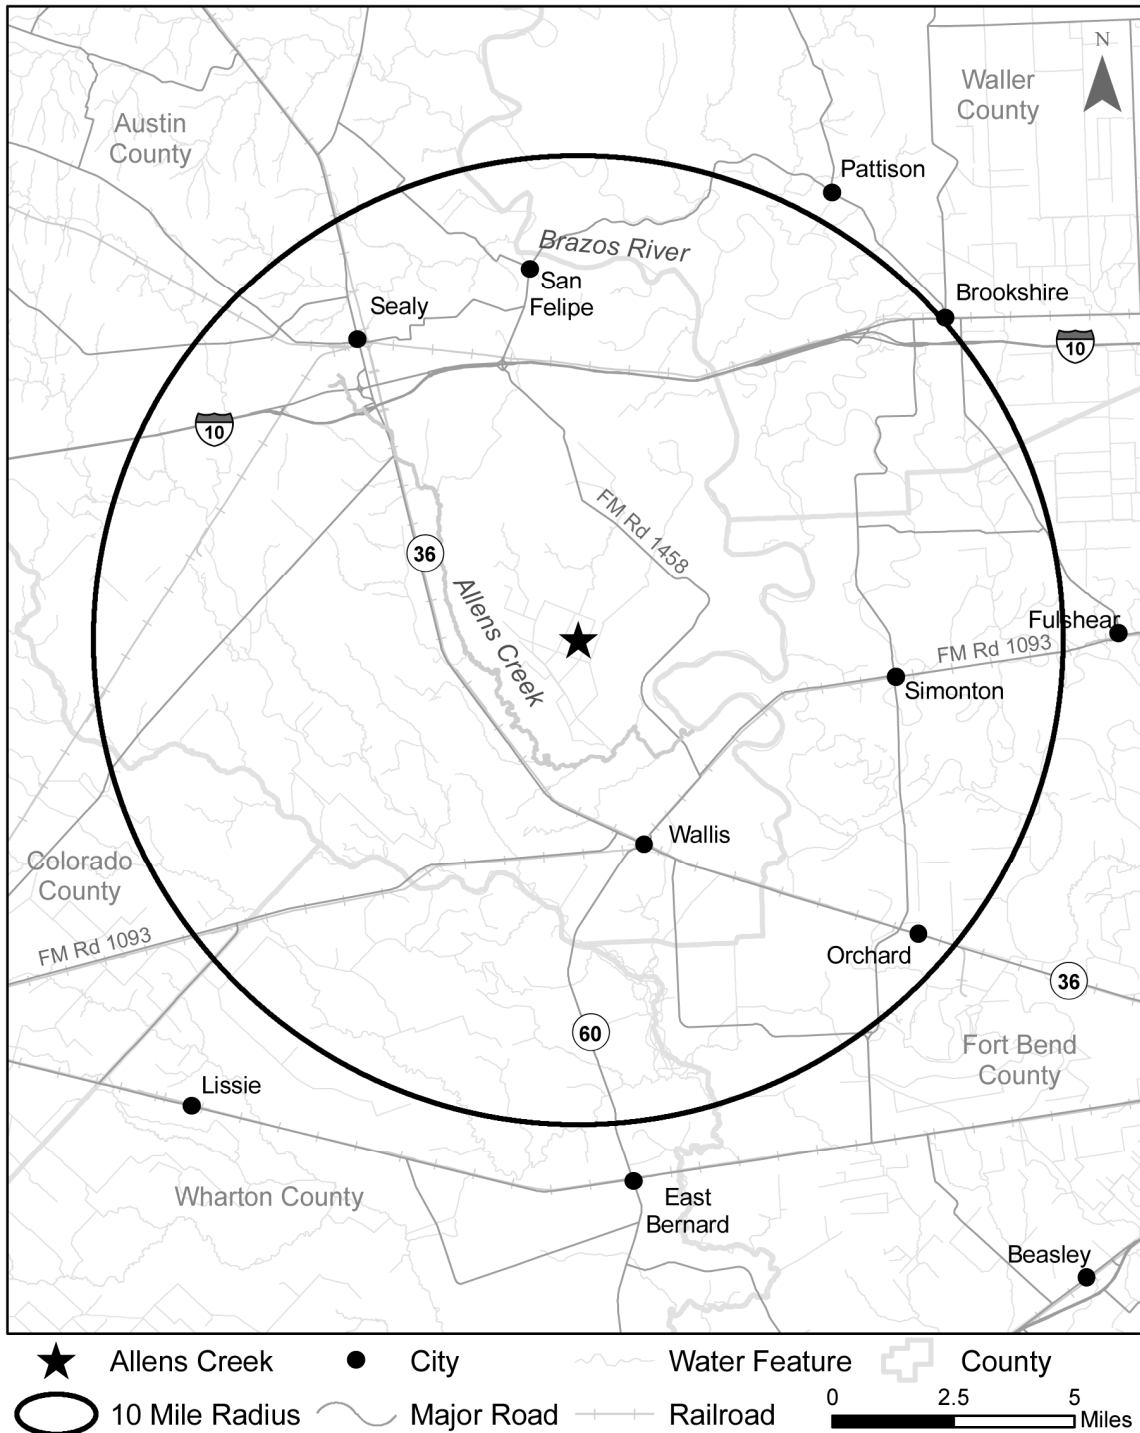 N
Waller
County
Austin
County
Pattison
Brazos River
San
Felipe
Sealy
Brookshire
10
10
FM Rd 1458
36
Allens Creek
Fulshear
FM Rd 1093
Simonton
Wallis
Colorado
County
FM Rd 1093
Orchard
36
60
Fort Bend
County
Lissie
Wharton County
East
Bernard
Beasley
Allens Creek
City
Water Feature
County
10 Mile Radius
Major Road
Railroad
0 2.5 5
Miles